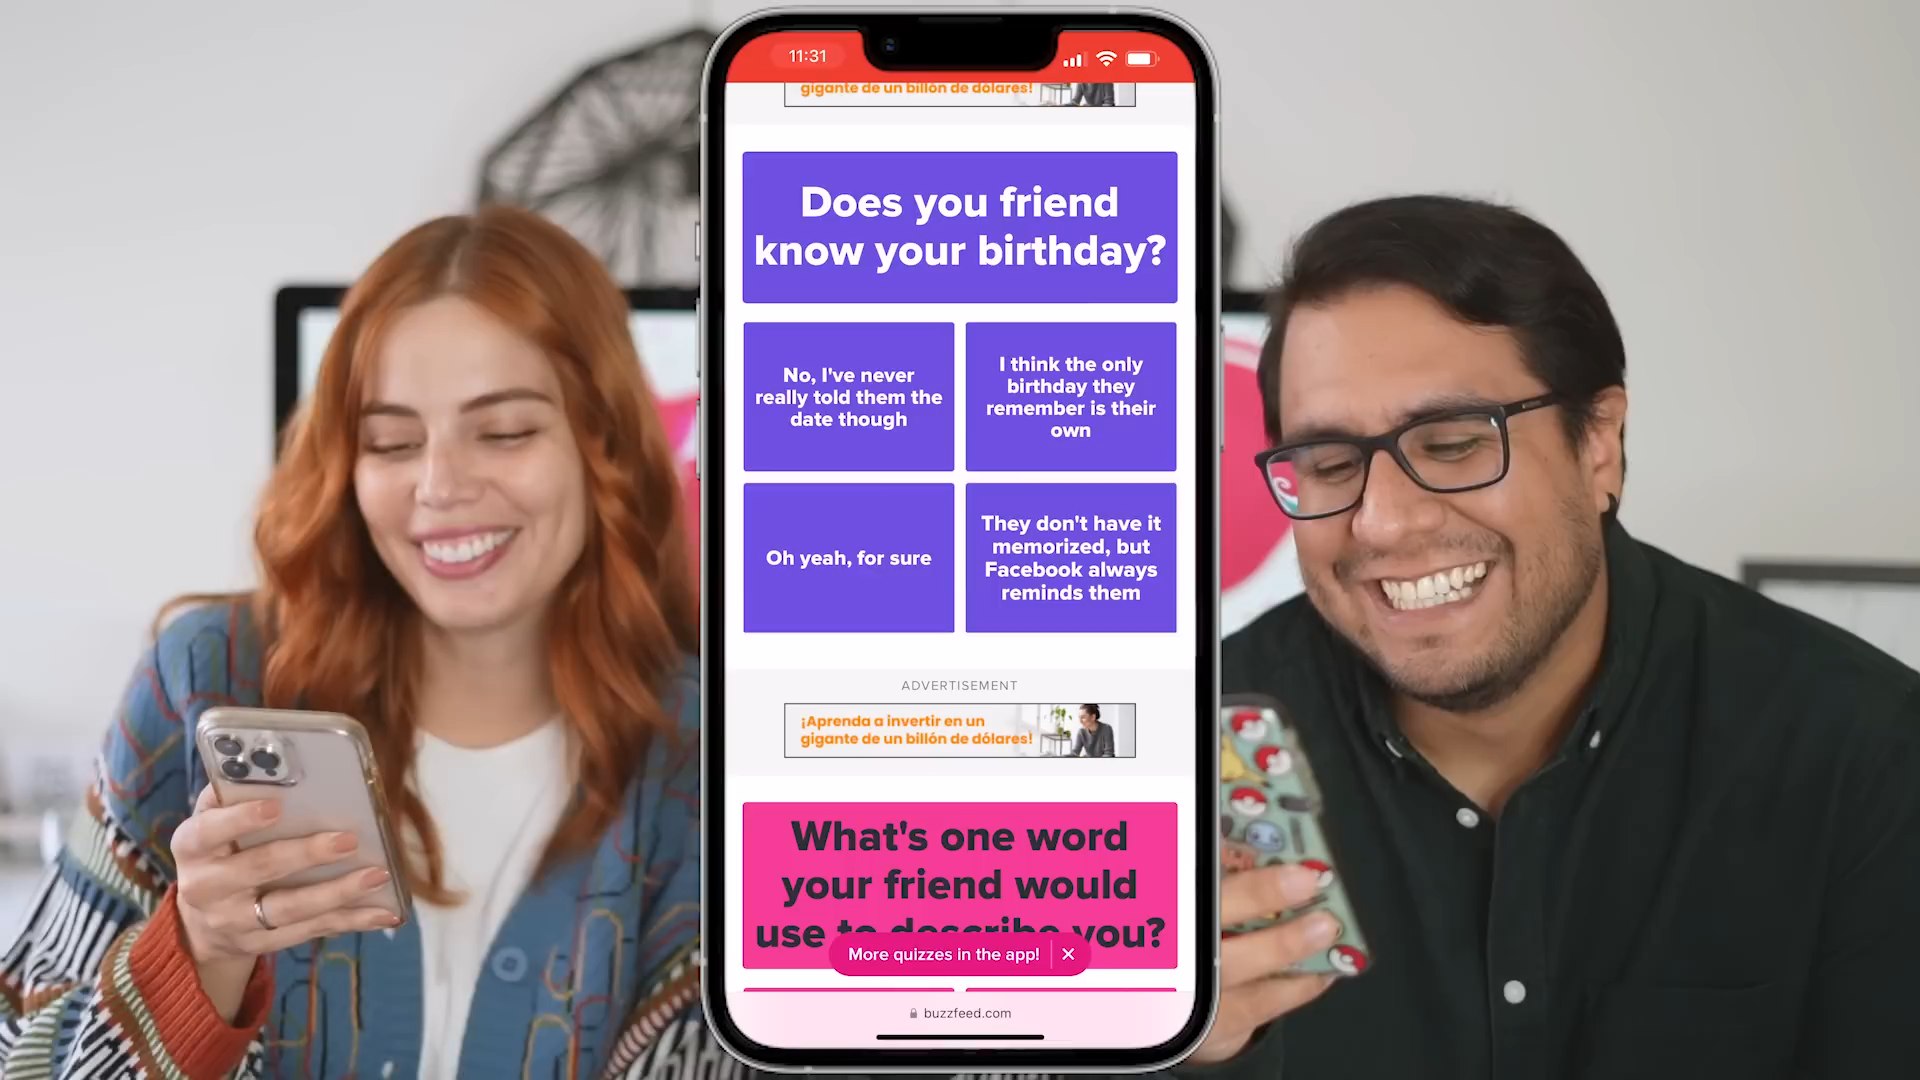 11:31
gigante de un billón de dólares!
Does you friend
know your birthday?
No, I've never
really told them the
date though
I think the only
birthday they
remember is their
own
Oh yeah, for sure
They don't have it
memorized, but
Facebook always
reminds them
ADVERTISEMENT
¡Aprenda a invertir en un
gigante de un billón de dólares!
What's one word
your friend would
use to describe you?
More quizzes in the app!
buzzfeed.com